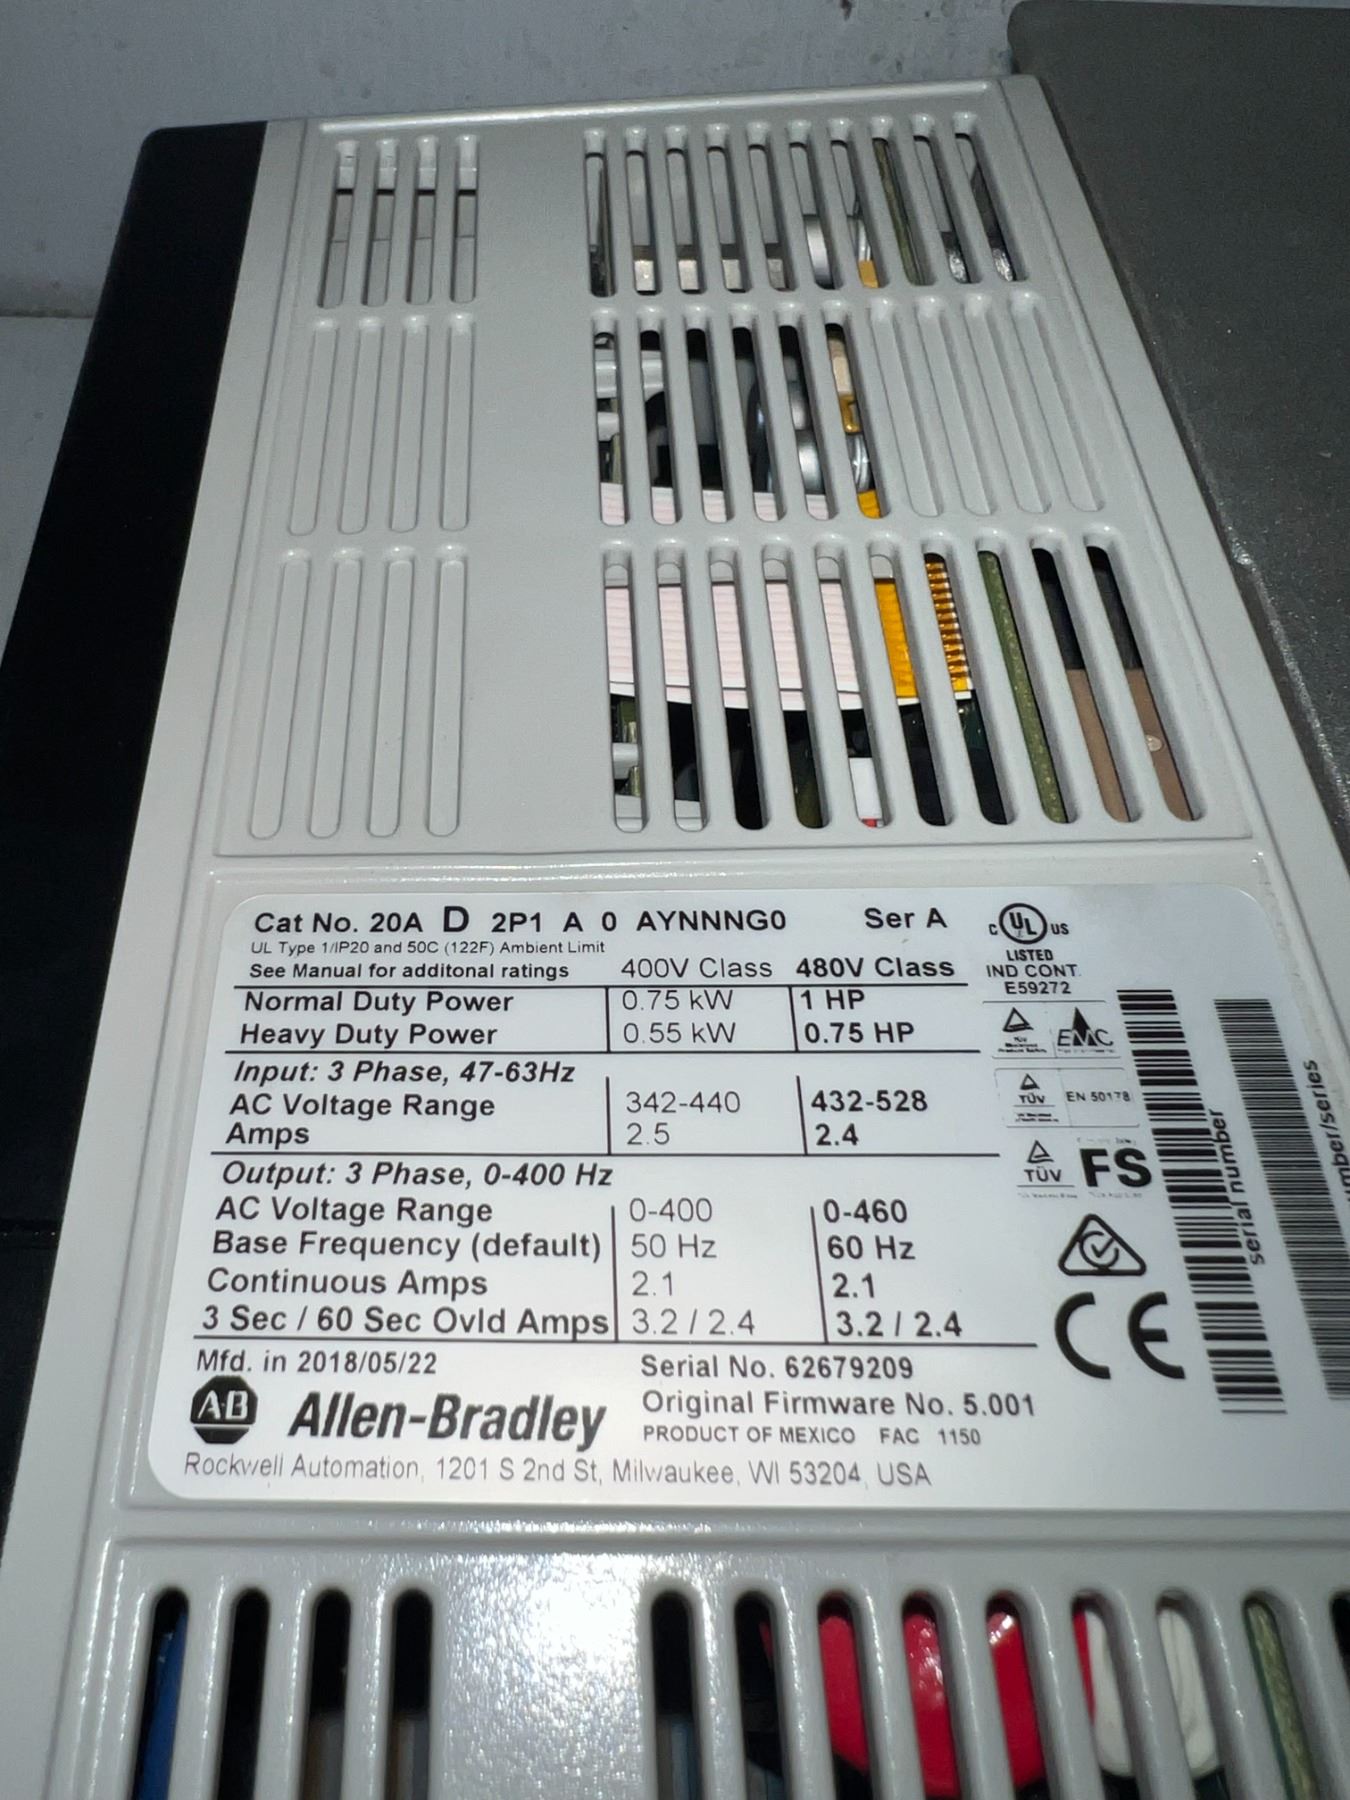 Cat No. 20A D 2P1 A 0 AYNNNG0 Ser A
UL Type 1/IP20 and 50C (122F) Ambient Limit
See Manual for additonal ratings 400V Class 480V Class
Normal Duty Power 0.75 kW 1 HP
Heavy Duty Power 0.55 kW 0.75 HP
Input: 3 Phase, 47-63Hz
AC Voltage Range 342-440 432-528
Amps 2.5 2.4
Output: 3 Phase, 0-400 Hz
AC Voltage Range 0-400 0-460
Base Frequency (default) 50 Hz 60 Hz
Continuous Amps 2.1 2.1
3 Sec / 60 Sec Ovld Amps 3.2 / 2.4 3.2 / 2.4
Mfd. in 2018/05/22 Serial No. 62679209
A-B Allen-Bradley Original Firmware No. 5.001
PRODUCT OF MEXICO FAC 1150
Rockwell Automation, 1201 S 2nd St, Milwaukee, WI 53204, USA
C UL US
LISTED
IND CONT.
E59272
TÜV
EMC
TÜV EN 50178
TÜV FS
CE
serial number